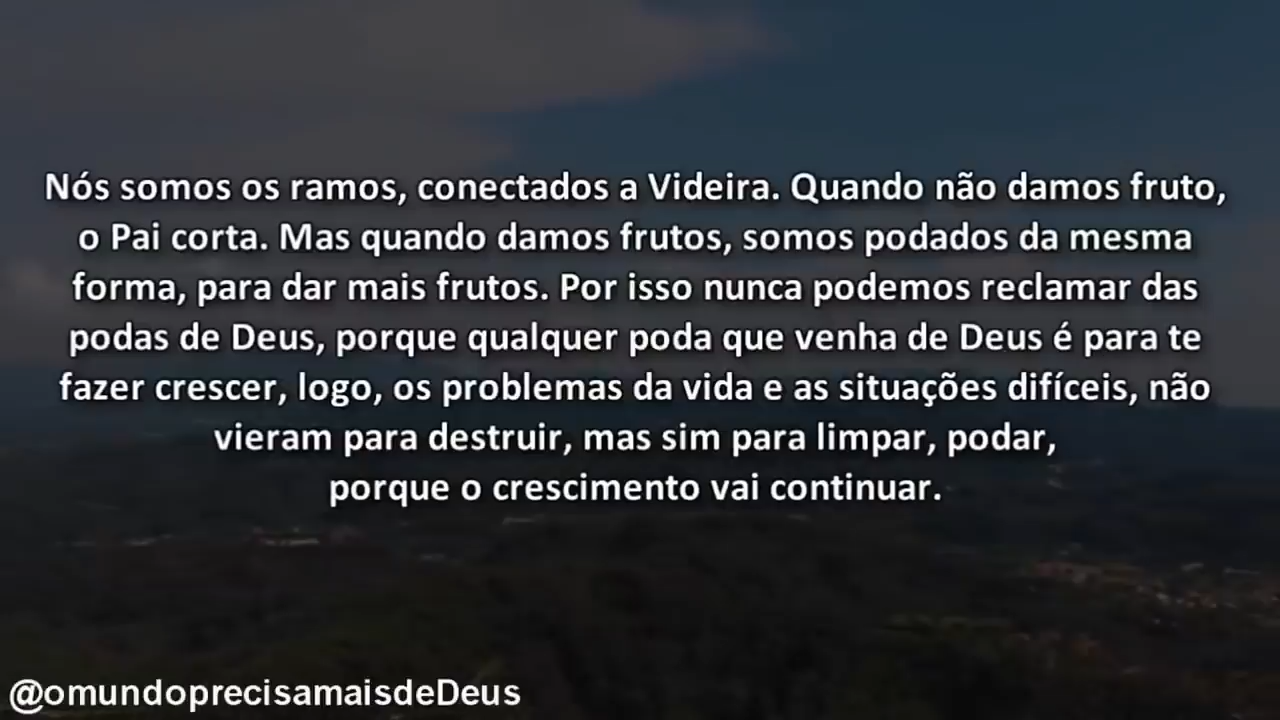 Nós somos os ramos, conectados a Videira. Quando não damos fruto,
o Pai corta. Mas quando damos frutos, somos podados da mesma
forma, para dar mais frutos. Por isso nunca podemos reclamar das
podas de Deus, porque qualquer poda que venha de Deus é para te
fazer crescer, logo, os problemas da vida e as situações difíceis, não
vieram para destruir, mas sim para limpar, podar,
porque o crescimento vai continuar.
@omundoprecisamaisdeDeus